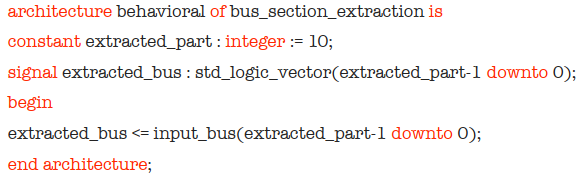 architecture behavioral of bus_section_extraction is
constant extracted_part : integer := 10;
signal extracted_bus : std_logic_vector(extracted_part-1 downto 0);
begin
extracted_bus <= input_bus(extracted_part-1 downto 0);
end architecture;